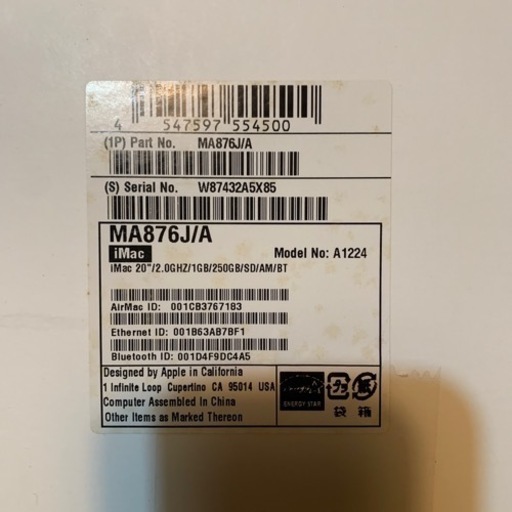 4 547597 554500
(1P) Part No. MA876J/A
(S) Serial No. W87432A5X85
MA876J/A
iMac Model No: A1224
iMac 20"/2.0GHZ/1GB/250GB/SD/AM/BT
AirMac ID: 001CB3767183
Ethernet ID: 001B63AB7BF1
Bluetooth ID: 001D4F9DC4A5
Designed by Apple in California
1 Infinite Loop Cupertino CA 95014 USA
Computer Assembled In China
Other Items as Marked Thereon
ENERGY STAR
プラ 紙
袋 箱